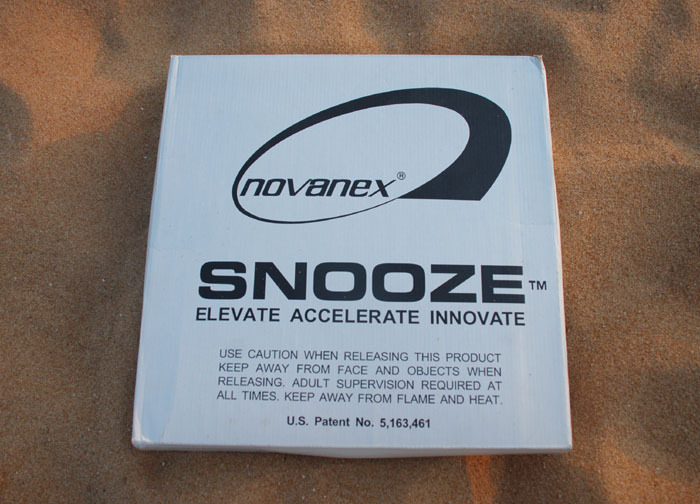 novanex®
SNOOZE™
ELEVATE ACCELERATE INNOVATE
USE CAUTION WHEN RELEASING THIS PRODUCT
KEEP AWAY FROM FACE AND OBJECTS WHEN
RELEASING. ADULT SUPERVISION REQUIRED AT
ALL TIMES. KEEP AWAY FROM FLAME AND HEAT.
U.S. Patent No. 5,163,461